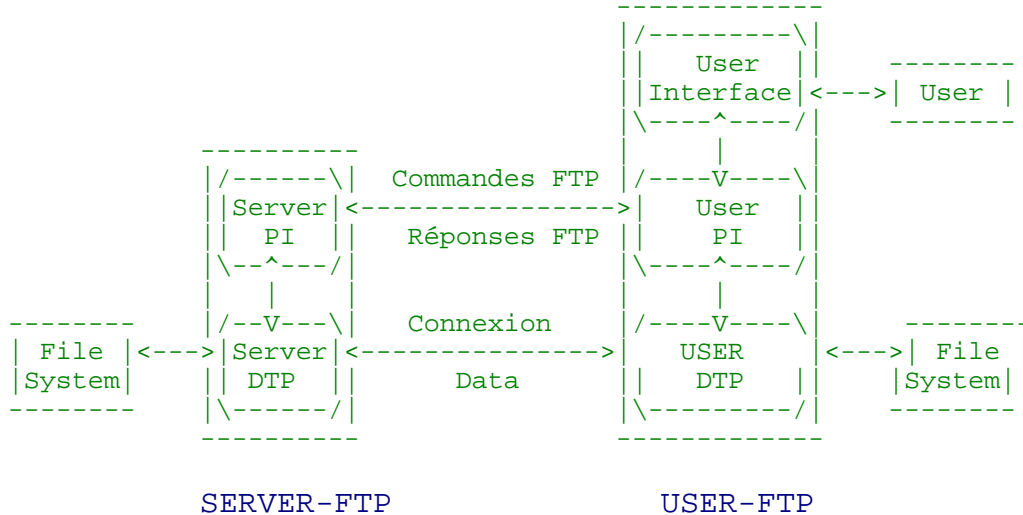 User
Interface
User
Commandes FTP
Server
PI
Réponses FTP
User
PI
File
System
Server
DTP
Connexion
Data
USER
DTP
File
System
SERVER-FTP
USER-FTP